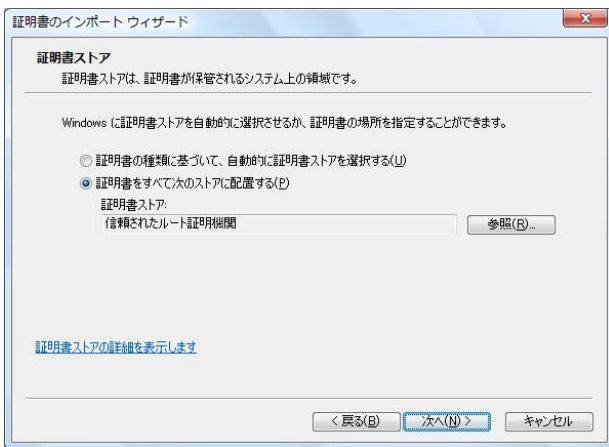 証明書のインポート ウィザード
証明書ストア
証明書ストアは、証明書が保管されるシステム上の領域です。
Windows に証明書ストアを自動的に選択させるか、証明書の場所を指定することができます。
証明書の種類に基づいて、自動的に証明書ストアを選択する(U)
証明書をすべて次のストアに配置する(P)
証明書ストア:
信頼されたルート証明機関
参照(R)...
証明書ストアの詳細を表示します
< 戻る(B)
次へ(N) >
キャンセル